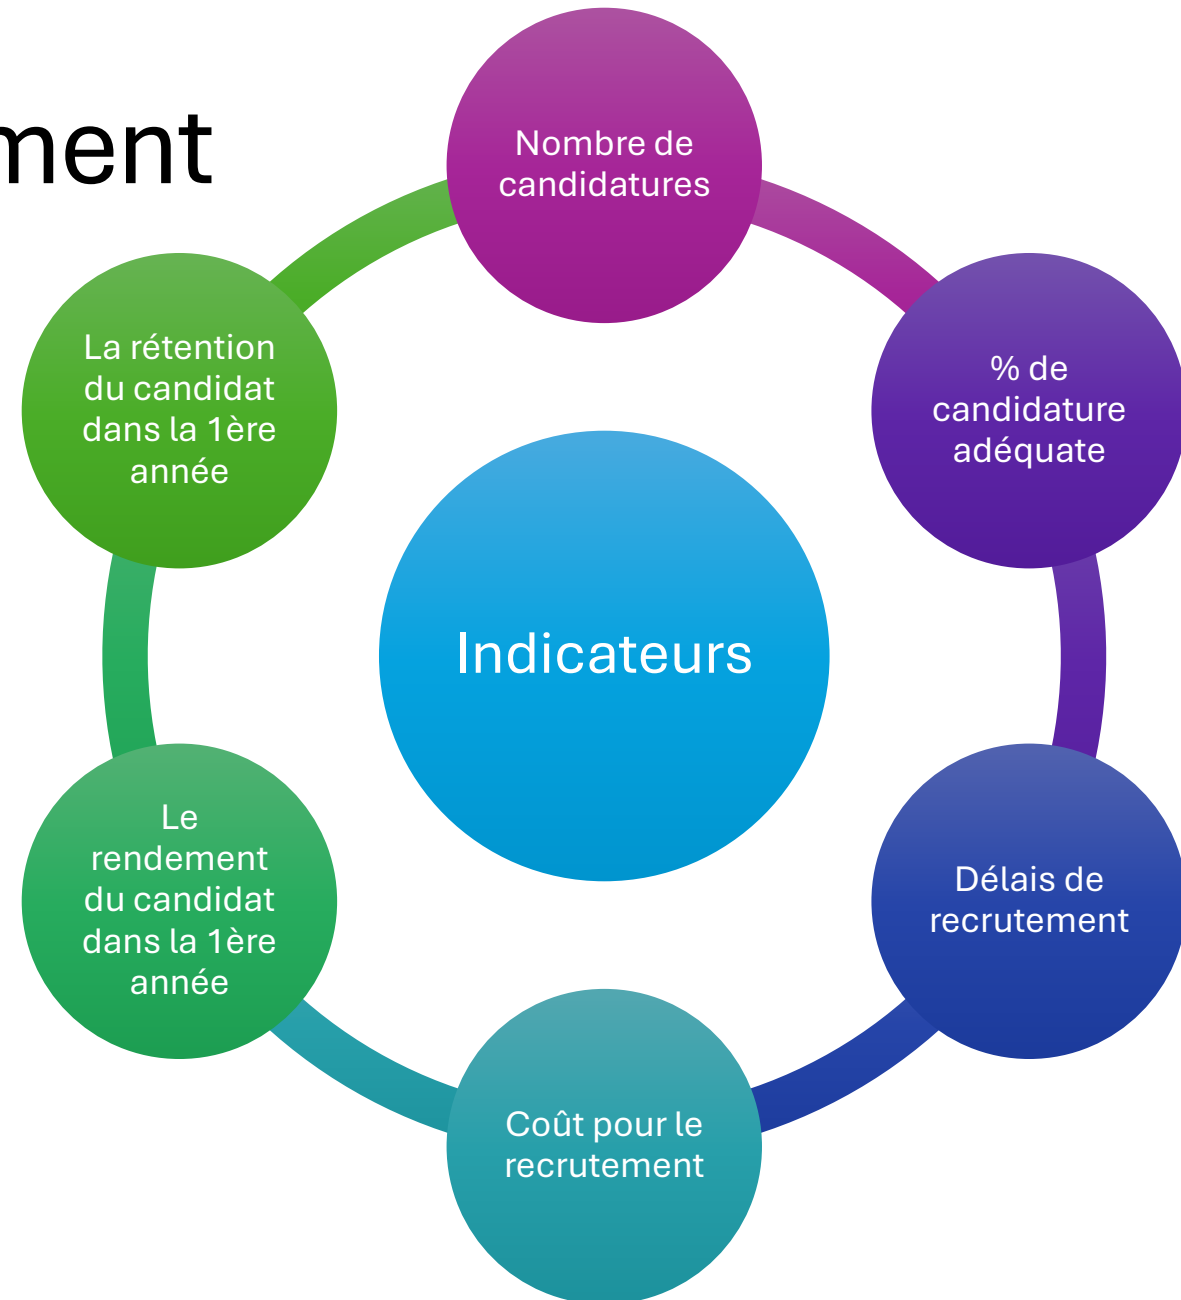 ment
Nombre de
candidatures
% de
candidature
adéquate
Délais de
recrutement
Coût pour le
recrutement
Le
rendement
du candidat
dans la 1ère
année
La rétention
du candidat
dans la 1ère
année
Indicateurs